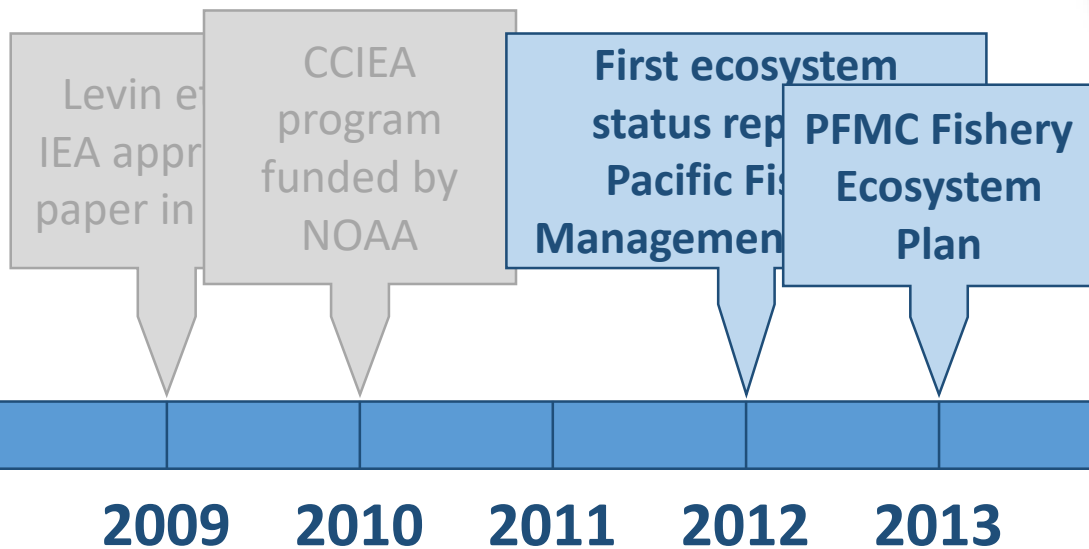 Levin
IEA
paper in
CCIEA
program
funded by
NOAA
First ecosystem
status
Pacific
PFMC Fishery
Ecosystem
Plan
2009 2010 2011 2012 2013